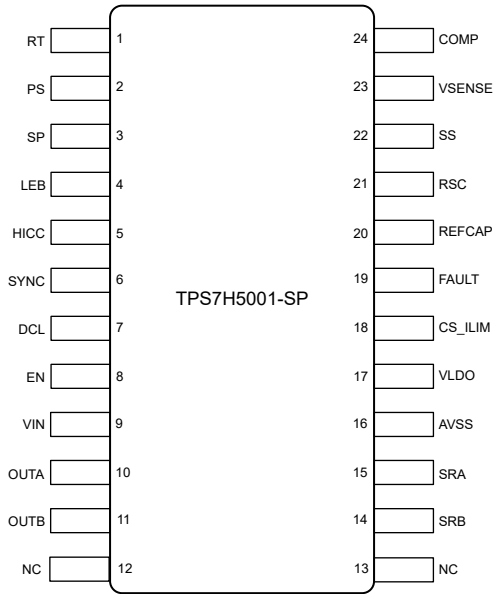 RT 1 24 COMP
PS 2 23 VSENSE
SP 3 22 SS
LEB 4 21 RSC
HICC 5 20 REFCAP
SYNC 6 19 FAULT
TPS7H5001-SP
DCL 7 18 CS_ILIM
EN 8 17 VLDO
VIN 9 16 AVSS
OUTA 10 15 SRA
OUTB 11 14 SRB
NC 12 13 NC